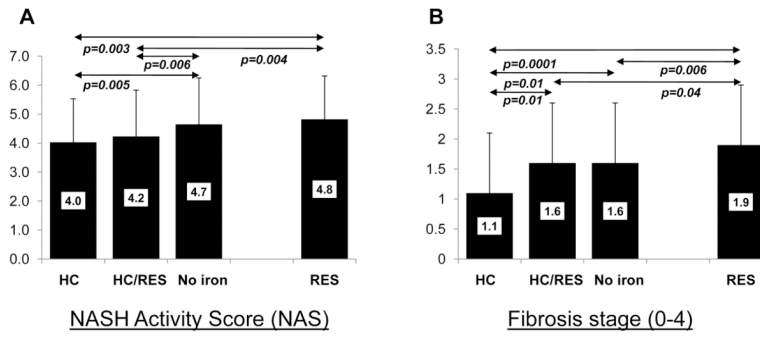 A
p=0.003
p=0.006
p=0.004
p=0.005
7.0
6.0
5.0
4.0
3.0
2.0
1.0
0.0
4.0
4.2
4.7
4.8
HC
HC/RES
No iron
RES
NASH Activity Score (NAS)
B
p=0.0001
p=0.006
p=0.01
p=0.04
p=0.01
3.5
3
2.5
2
1.5
1
0.5
0
1.1
1.6
1.6
1.9
HC
HC/RES
No iron
RES
Fibrosis stage (0-4)